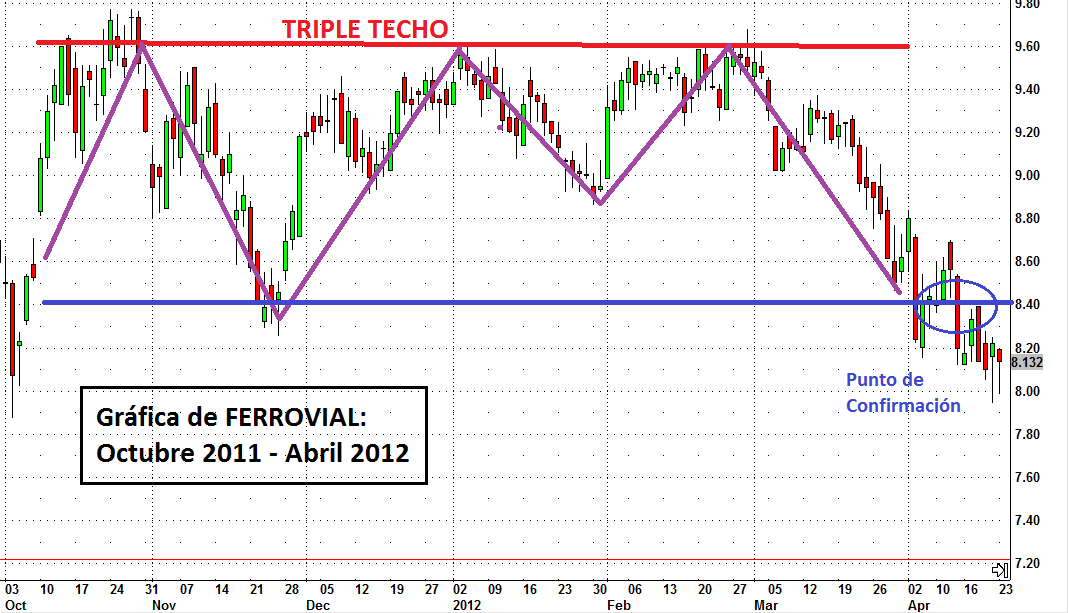 TRIPLE TECHO
9.80
9.60
9.40
9.20
9.00
8.80
8.60
8.40
8.20
8.132
8.00
7.80
7.60
7.40
7.20
Punto de
Confirmación
Gráfica de FERROVIAL:
Octubre 2011 - Abril 2012
03 10 17 24 31 07 14 21 28 05 12 19 27 02 09 16 23 30 06 13 20 27 05 12 19 26 02 10 16 23
Oct Nov Dec 2012 Feb Mar Apr